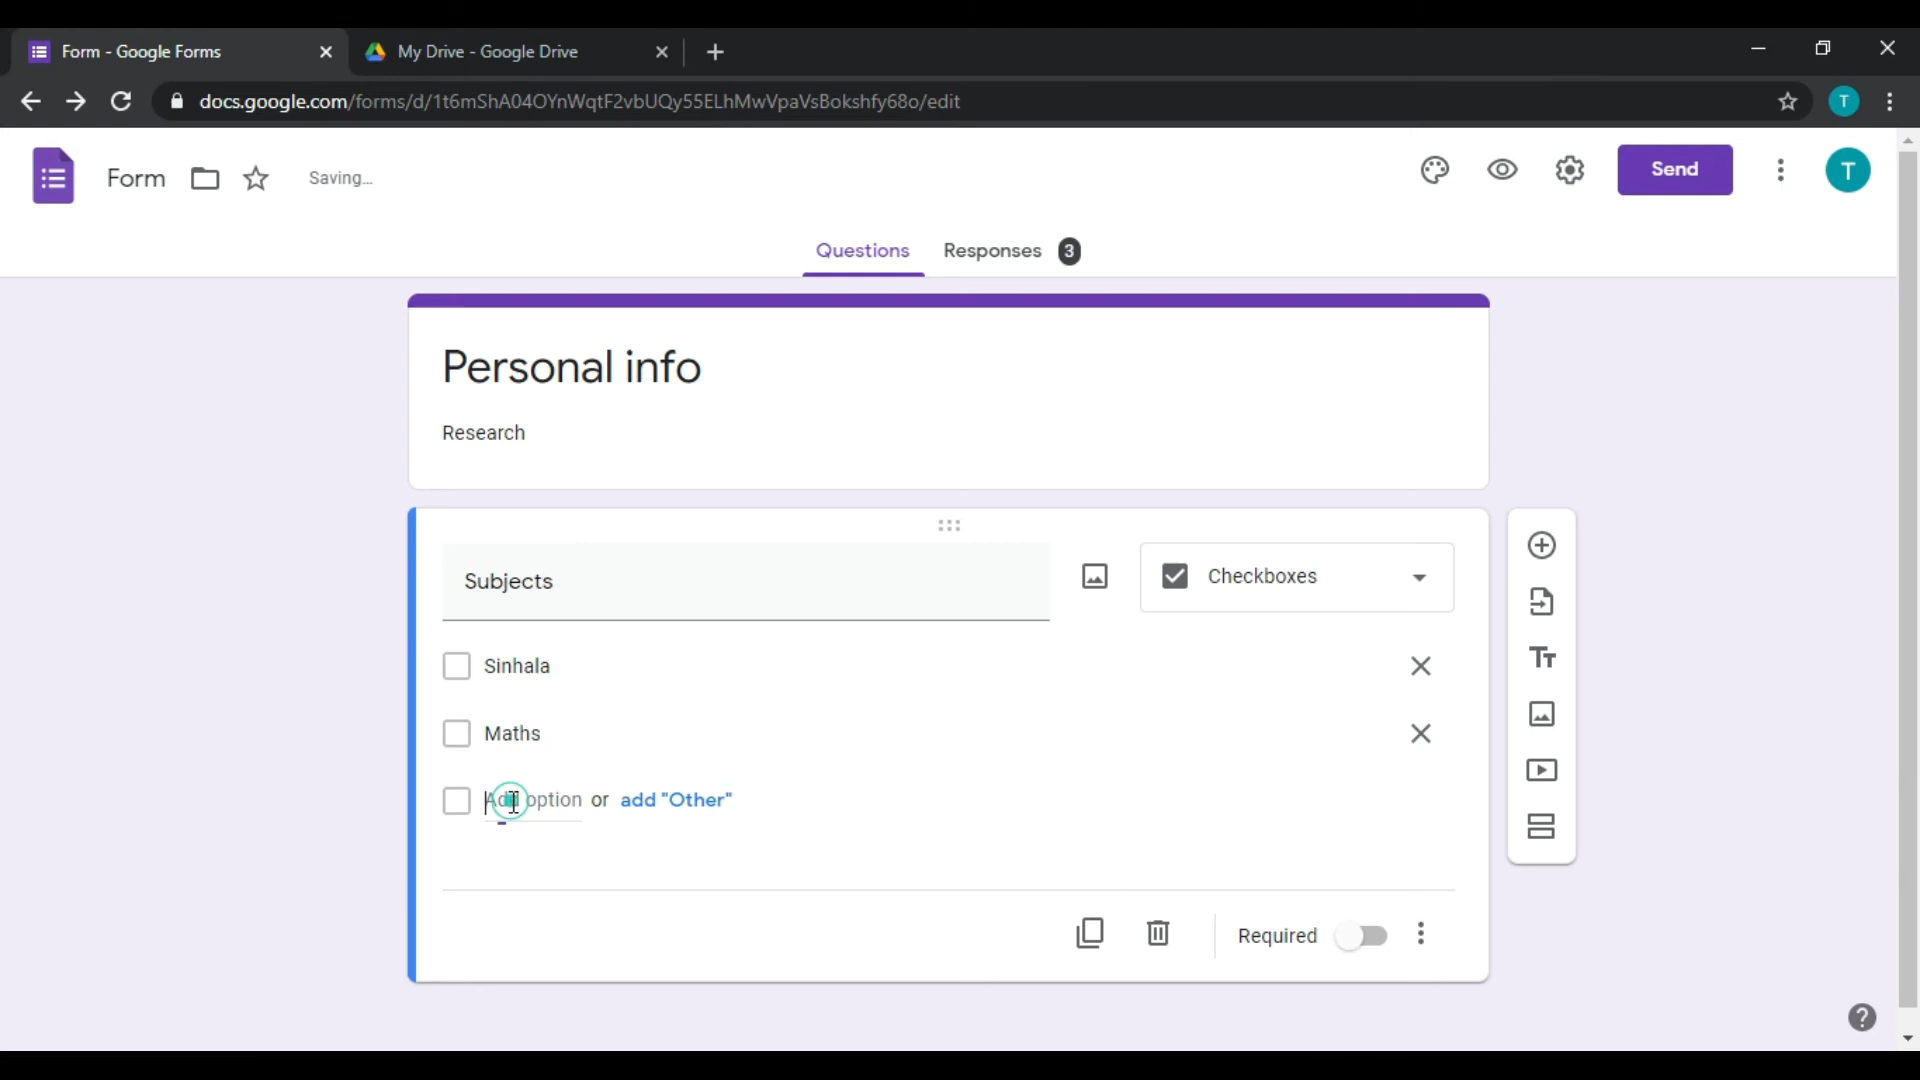 Form - Google Forms
My Drive - Google Drive
docs.google.com/forms/d/1t6mShA04OYnWqtF2vbUQy55ELhMwVpaVsBokshfy68o/edit
T
Form
Saving...
Send
T
Questions
Responses 3
Personal info
Research
Subjects
Checkboxes
Sinhala
Maths
Add option or add "Other"
Required